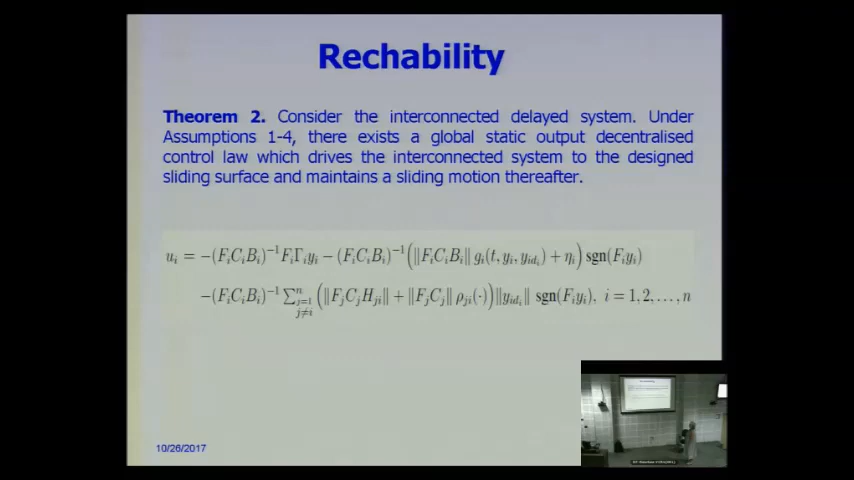 Rechability
Theorem 2. Consider the interconnected delayed system. Under
Assumptions 1-4, there exists a global static output decentralised
control law which drives the interconnected system to the designed
sliding surface and maintains a sliding motion thereafter.
u_i = −(F_iC_iB_i)^{−1}F_iΓ_iy_i − (F_iC_iB_i)^{−1}(‖F_iC_iB_i‖ g_i(t, y_i, y_{id_i}) + η_i) sgn(F_iy_i)
−(F_iC_iB_i)^{−1} ∑_{j=1 j≠i}^{n} (‖F_jC_jH_{ji}‖ + ‖F_jC_j‖ ρ_{ji}(·)) ‖y_{id_i}‖ sgn(F_iy_i), i = 1, 2, . . . , n
10/26/2017